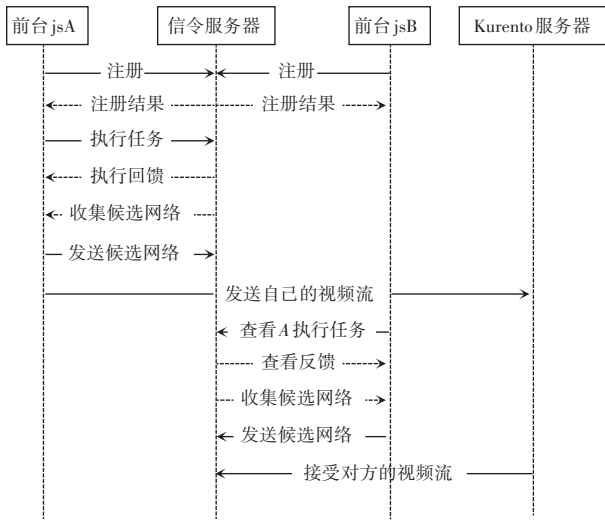 前台jsA 信令服务器 前台jsB Kurento服务器
注册 注册
注册结果 注册结果
执行任务
执行回馈
收集候选网络
发送候选网络
发送自己的视频流
查看A执行任务
查看反馈
收集候选网络
发送候选网络
接受对方的视频流